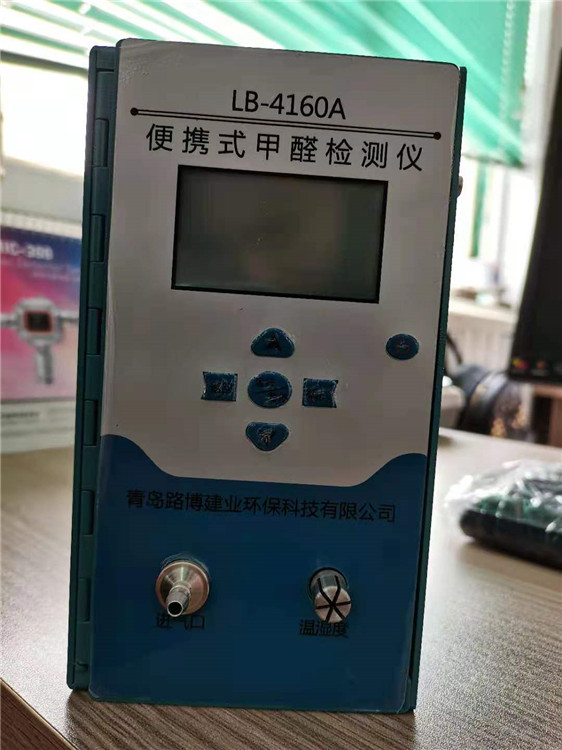 LB-4160A
便携式甲醛检测仪
青岛路博建业环保科技有限公司
进气口
温湿度